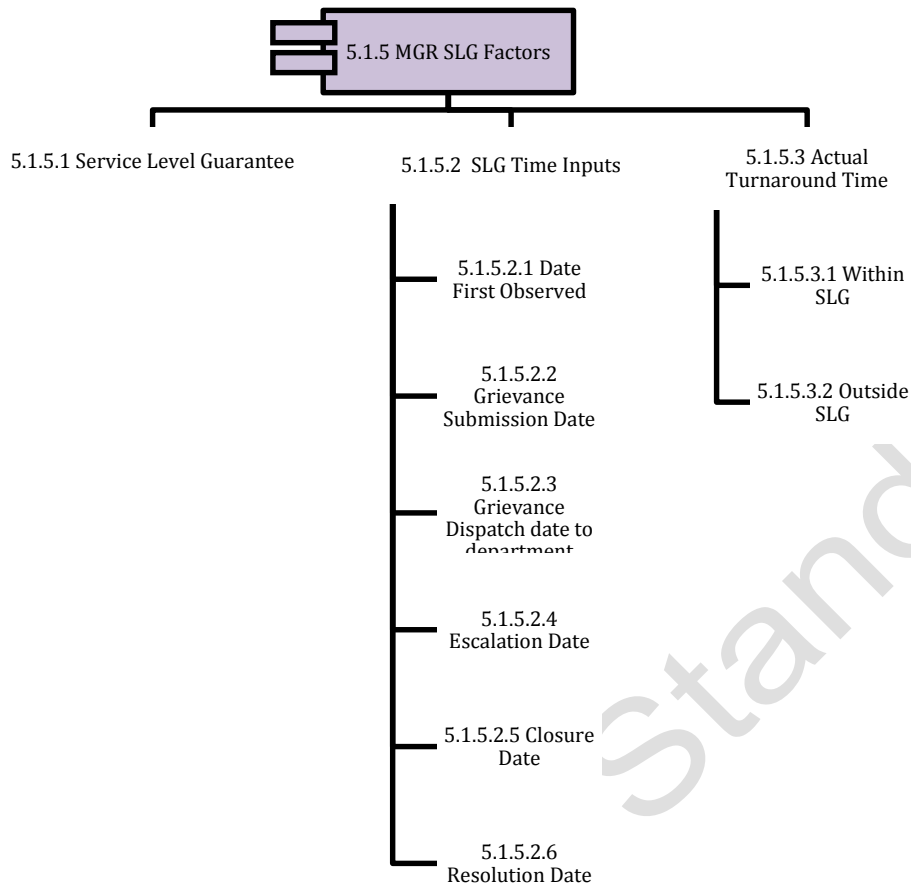 5.1.5 MGR SLG Factors
5.1.5.1 Service Level Guarantee
5.1.5.2 SLG Time Inputs
5.1.5.2.1 Date
First Observed
5.1.5.2.2
Grievance
Submission Date
5.1.5.2.3
Grievance
Dispatch date to
department
5.1.5.2.4
Escalation Date
5.1.5.2.5 Closure
Date
5.1.5.2.6
Resolution Date
5.1.5.3 Actual
Turnaround Time
5.1.5.3.1 Within
SLG
5.1.5.3.2 Outside
SLG
Stand